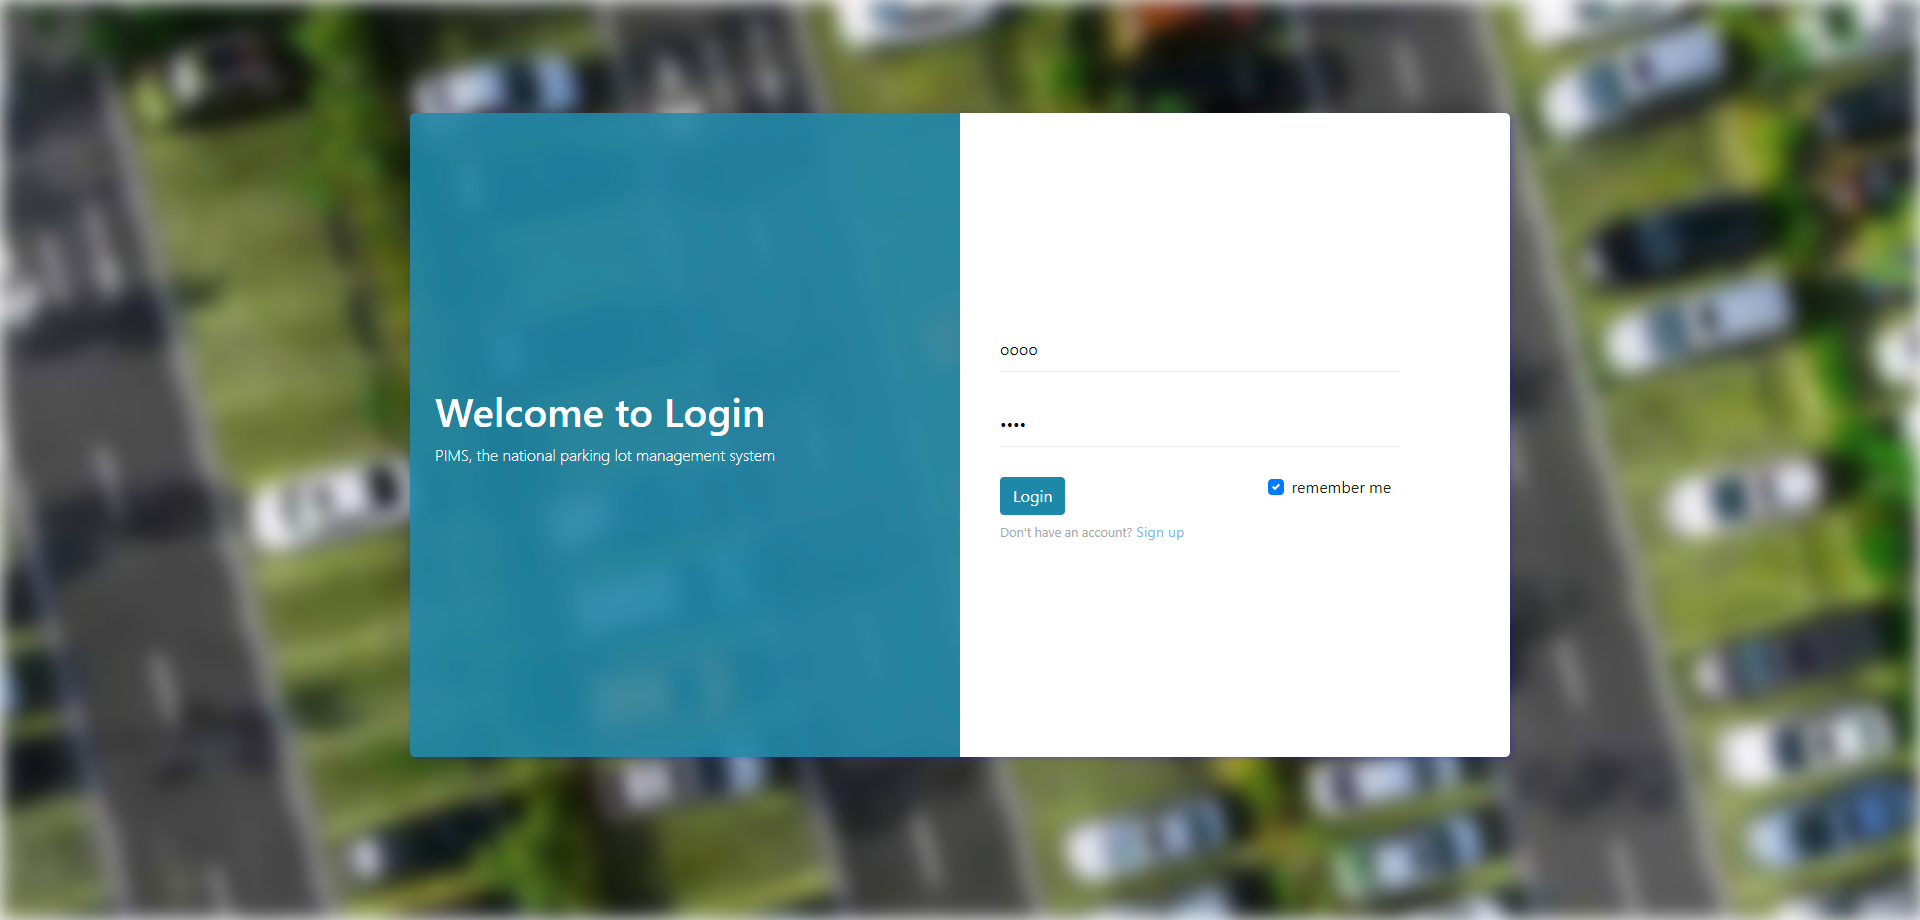 Welcome to Login
PIMS, the national parking lot management system
oooo
••••
Login
remember me
Don't have an account? Sign up